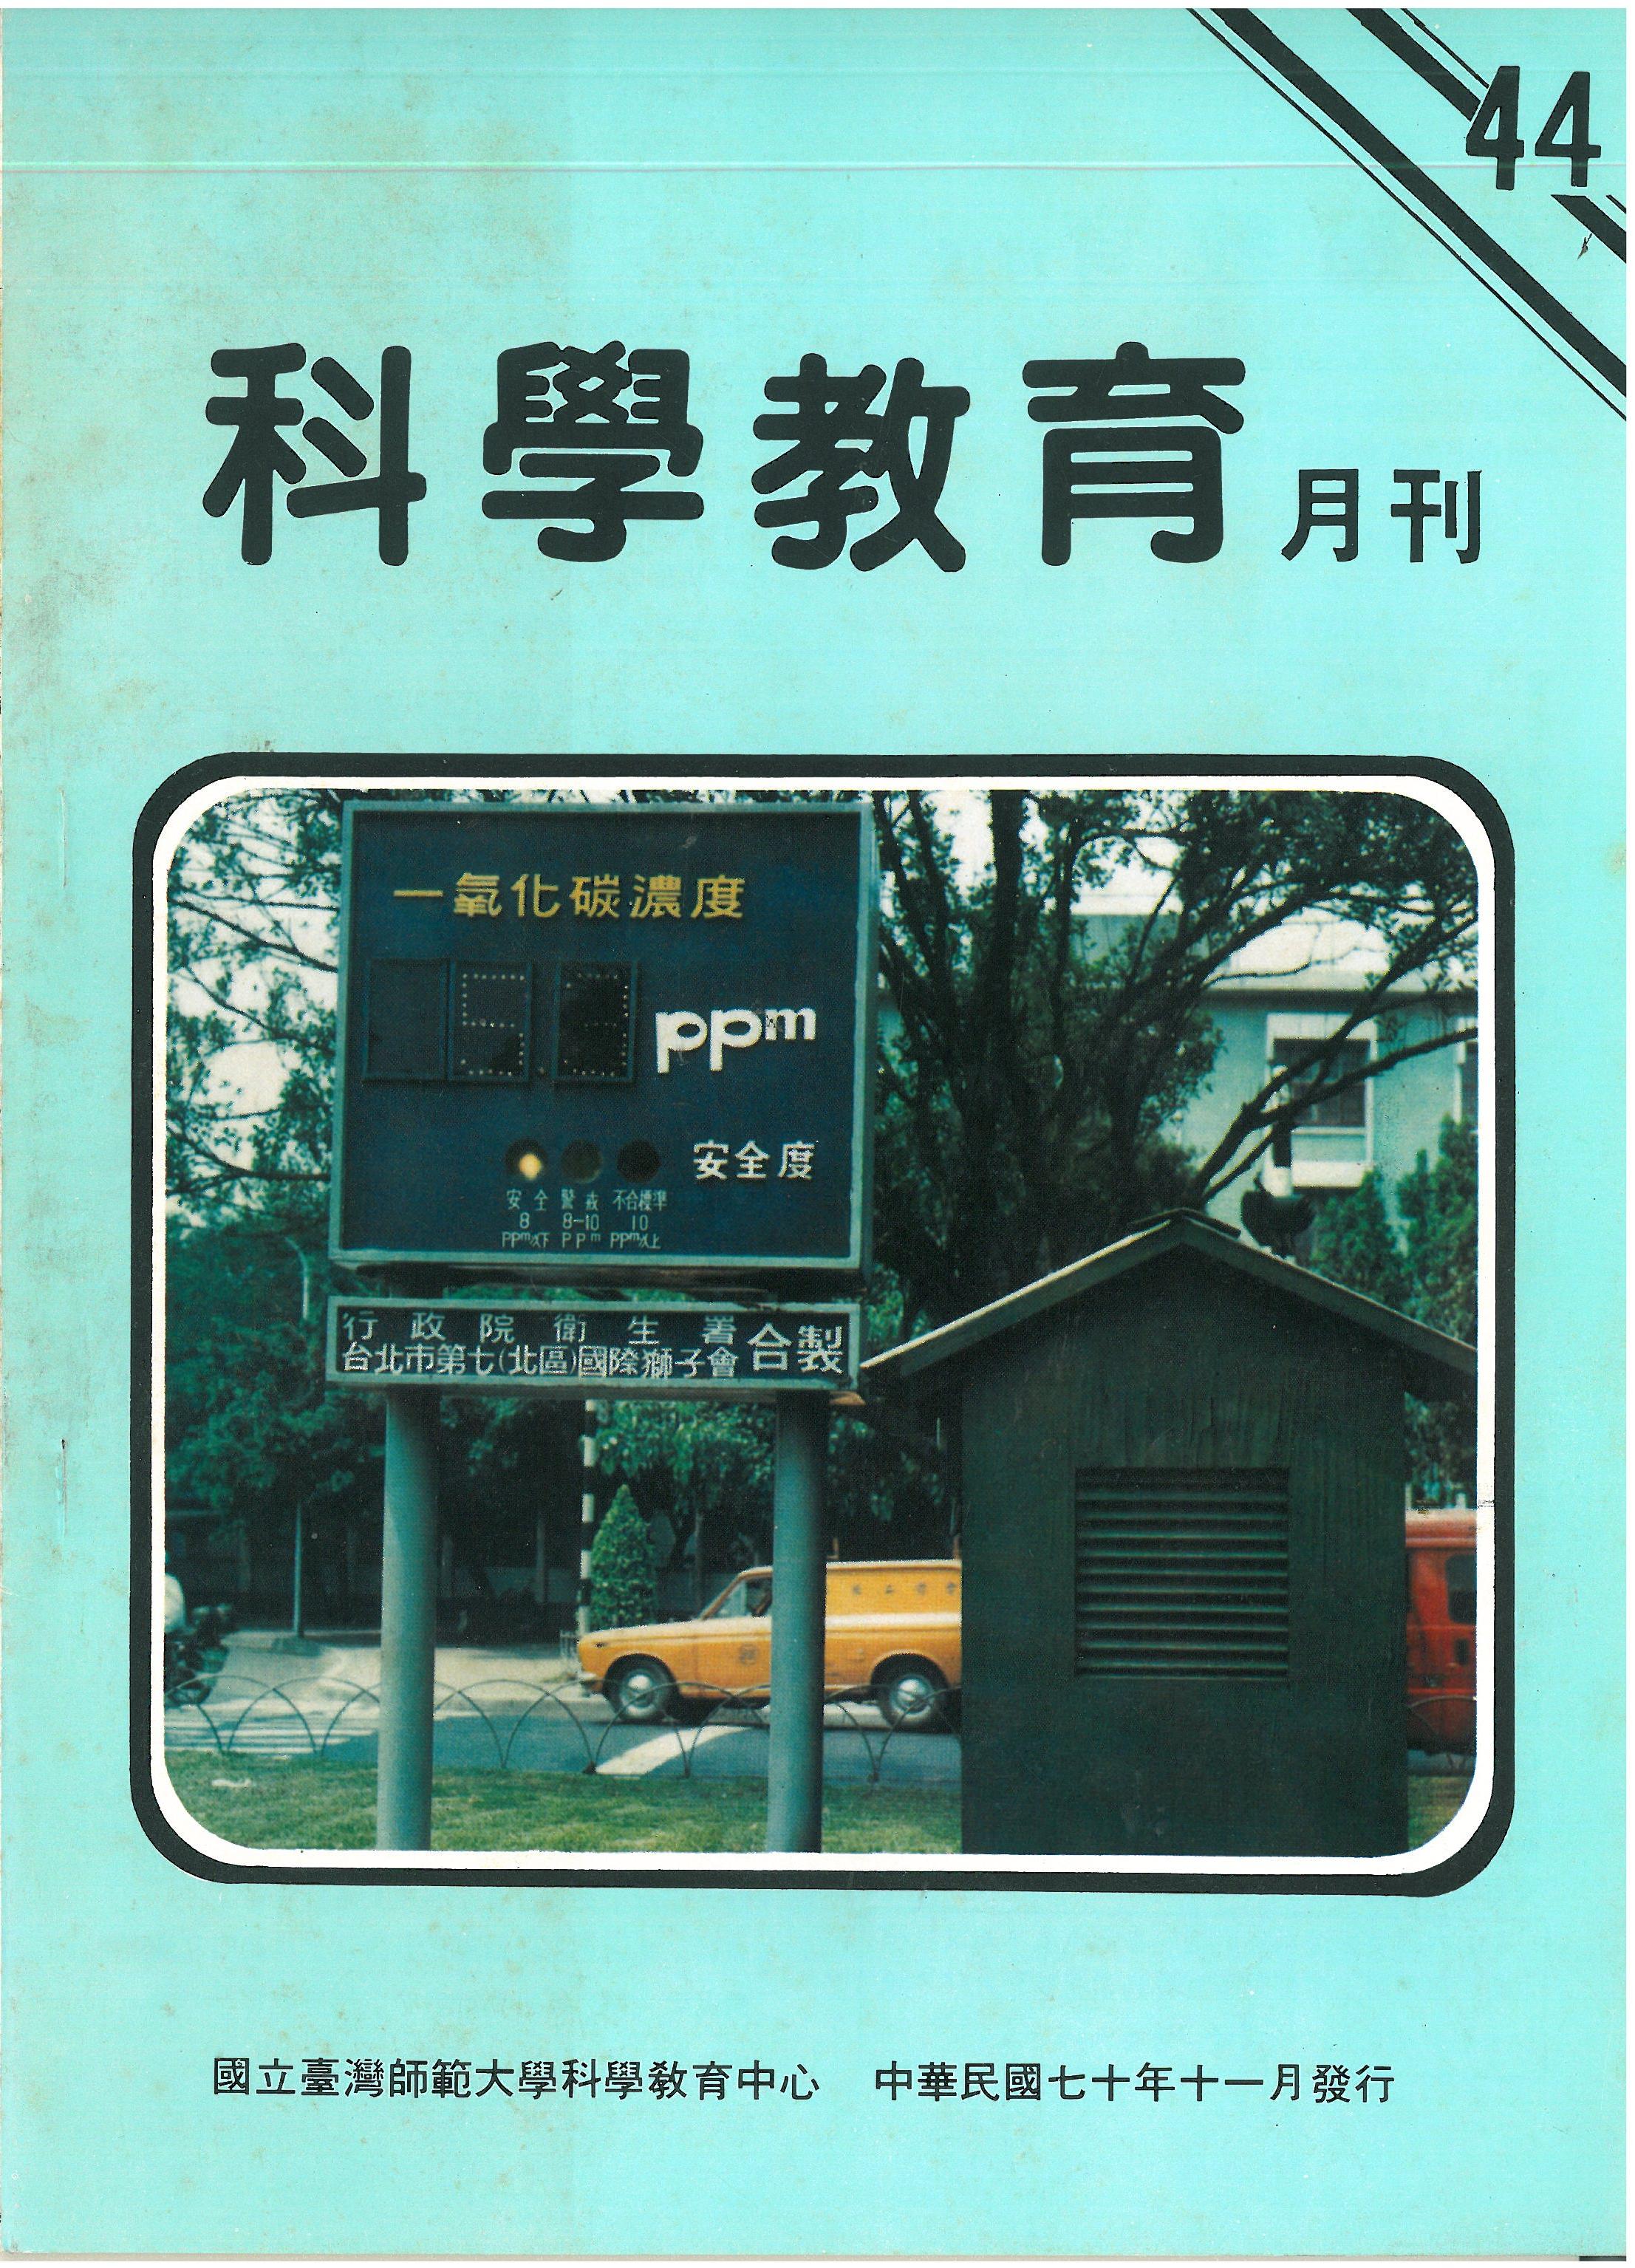 44
科學教育月刊
一氧化碳濃度
ppm
安全度
安全 警戒 不合標準
8 8-10 10
PPm以下 PPm PPm以上
行政院衛生署
台北市第七(北區)國際獅子會 合製
國立臺灣師範大學科學教育中心 中華民國七十年十一月發行